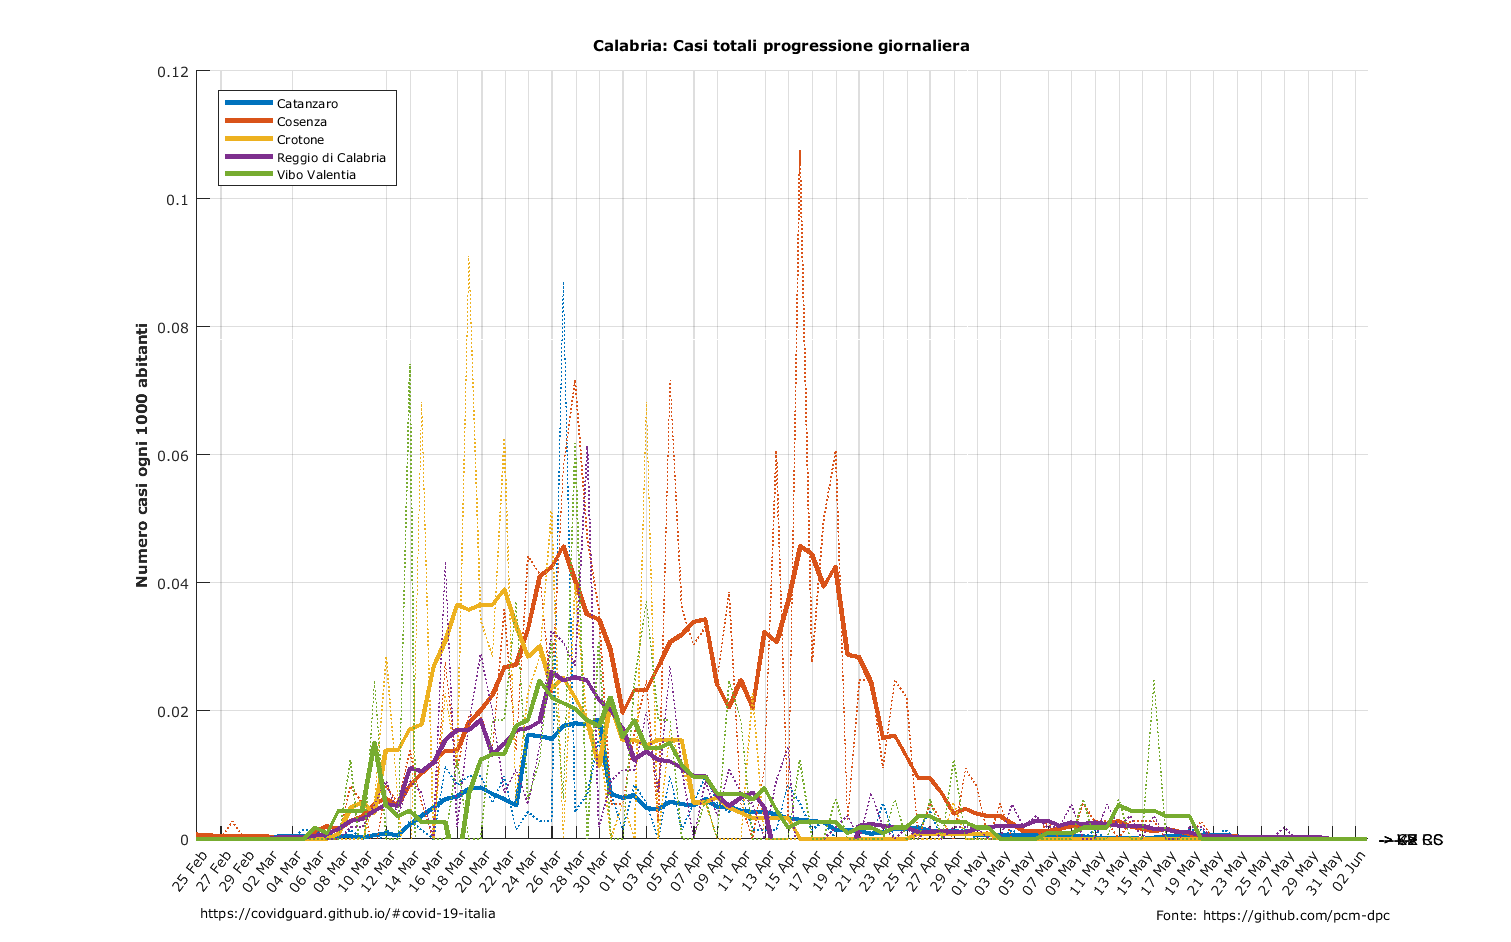 Calabria: Casi totali progressione giornaliera
Numero casi ogni 1000 abitanti
0.12
0.1
0.08
0.06
0.04
0.02
0
Catanzaro
Cosenza
Crotone
Reggio di Calabria
Vibo Valentia
25 Feb
27 Feb
29 Feb
02 Mar
04 Mar
06 Mar
08 Mar
10 Mar
12 Mar
14 Mar
16 Mar
18 Mar
20 Mar
22 Mar
24 Mar
26 Mar
28 Mar
30 Mar
01 Apr
03 Apr
05 Apr
07 Apr
09 Apr
11 Apr
13 Apr
15 Apr
17 Apr
19 Apr
21 Apr
23 Apr
25 Apr
27 Apr
29 Apr
01 May
03 May
05 May
07 May
09 May
11 May
13 May
15 May
17 May
19 May
21 May
23 May
25 May
27 May
29 May
31 May
02 Jun
https://covidguard.github.io/#covid-19-italia
Fonte: https://github.com/pcm-dpc